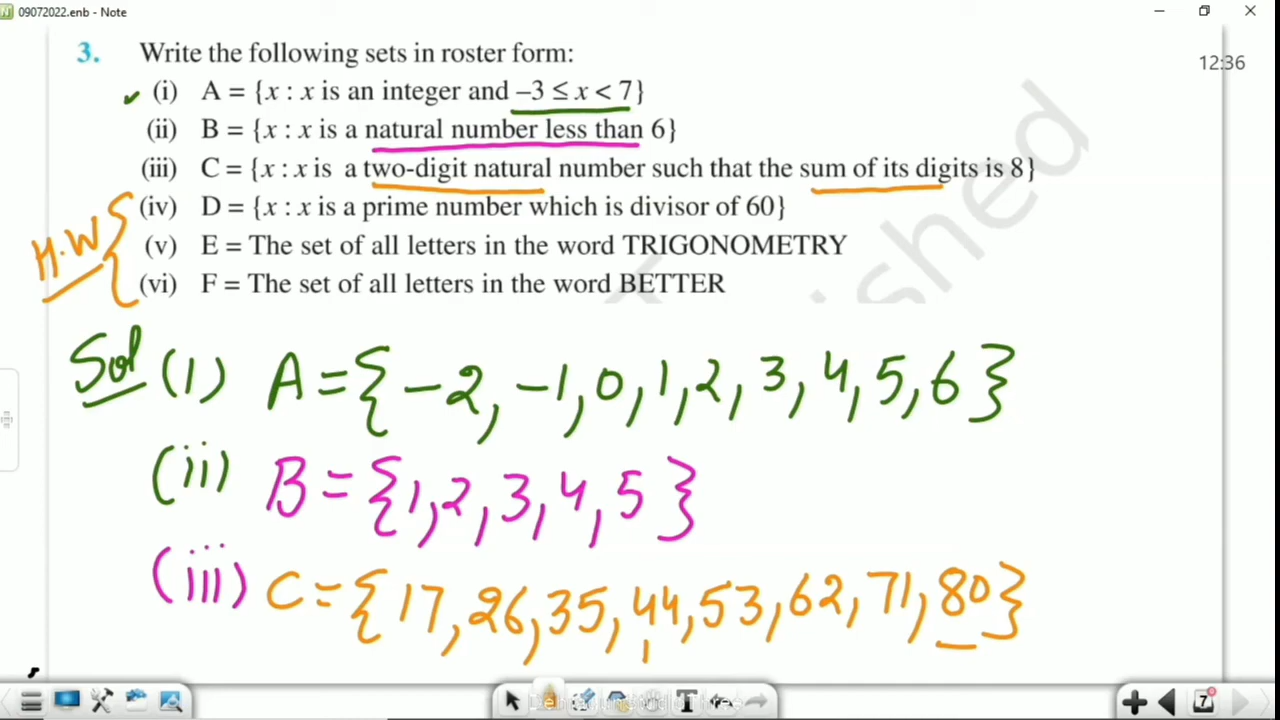 09072022.enb - Note
12:36
3. Write the following sets in roster form:
(i) A = {x : x is an integer and –3 ≤ x < 7}
(ii) B = {x : x is a natural number less than 6}
(iii) C = {x : x is a two-digit natural number such that the sum of its digits is 8}
(iv) D = {x : x is a prime number which is divisor of 60}
(v) E = The set of all letters in the word TRIGONOMETRY
(vi) F = The set of all letters in the word BETTER
H.W
shed
Sol (1) A = {-2, -1, 0, 1, 2, 3, 4, 5, 6}
(ii) B = {1, 2, 3, 4, 5}
(iii) C = {17, 26, 35, 44, 53, 62, 71, 80}
7